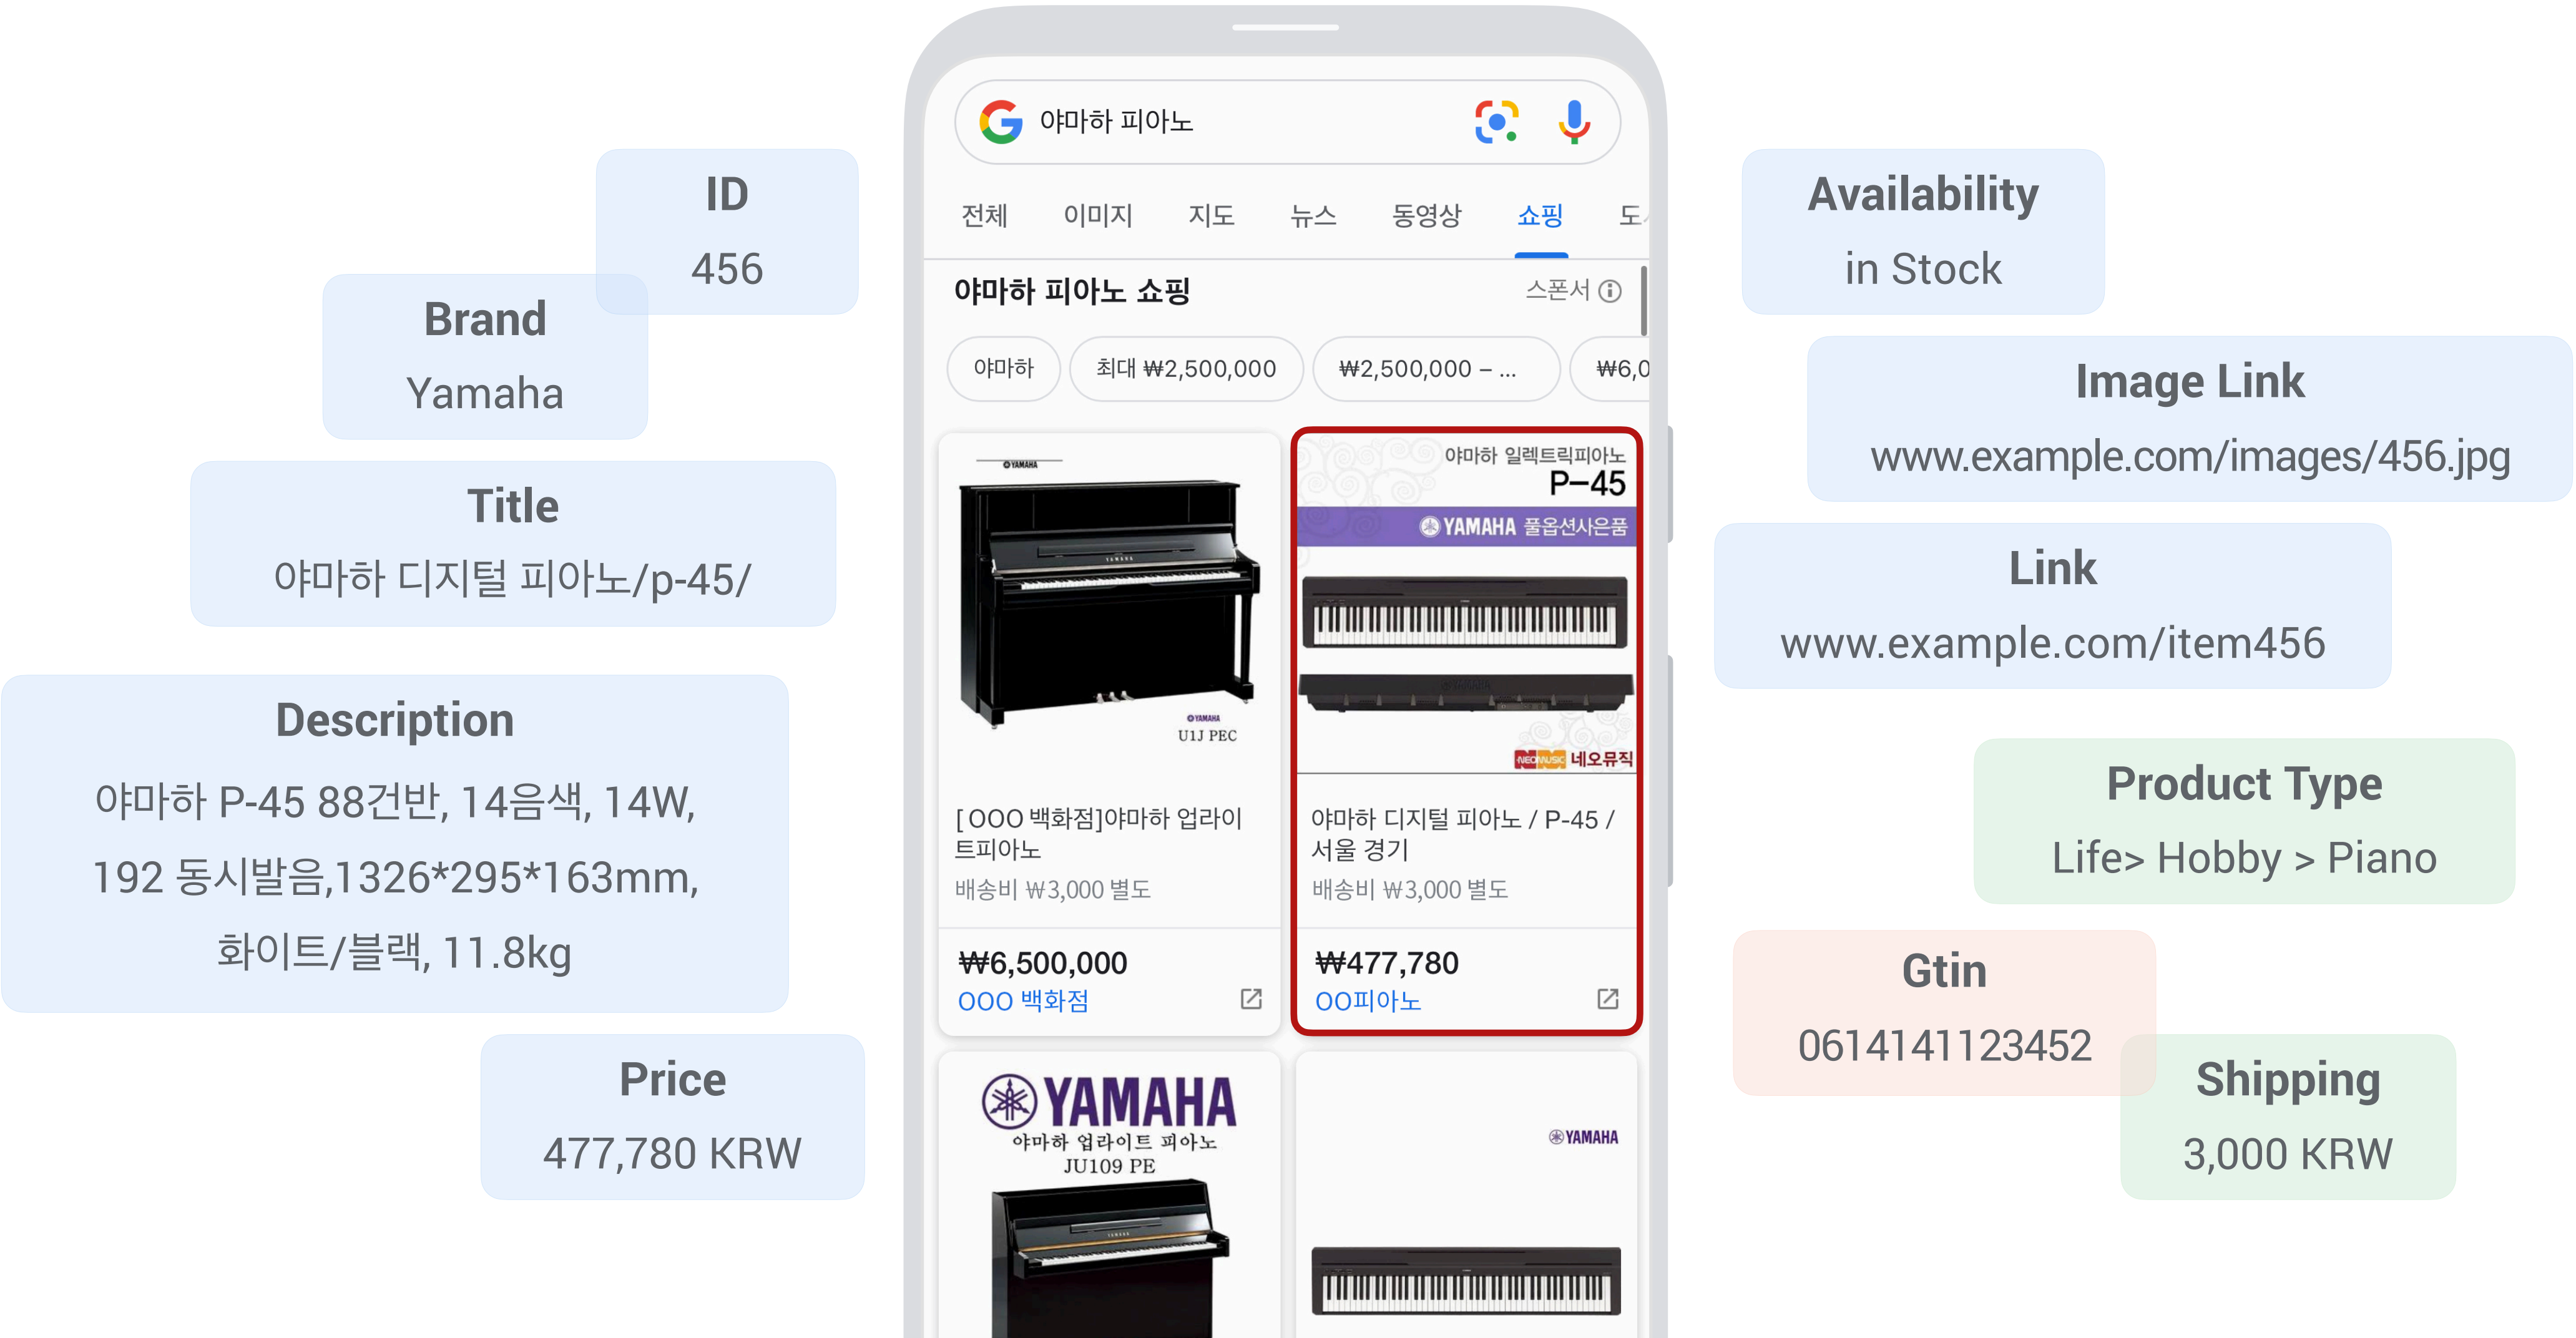 ID
456
Brand
Yamaha
Title
야마하 디지털 피아노/p-45/
Description
야마하 P-45 88건반, 14음색, 14W,
192 동시발음,1326*295*163mm,
화이트/블랙, 11.8kg
Price
477,780 KRW
야마하 피아노
전체 이미지 지도 뉴스 동영상 쇼핑
야마하 피아노 쇼핑 스폰서
야마하 최대 ₩2,500,000 ₩2,500,000 – ... ₩6,0
YAMAHA
YAMAHA
YAMAHA
U1J PEC
[ OOO 백화점]야마하 업라이
트피아노
배송비 ₩3,000 별도
₩6,500,000
OOO 백화점
야마하 일렉트릭피아노
P-45
YAMAHA 풀옵션사은품
NEOMUSIC 네오뮤직
야마하 디지털 피아노 / P-45 /
서울 경기
배송비 ₩3,000 별도
₩477,780
OO피아노
YAMAHA
야마하 업라이트 피아노
JU109 PE
YAMAHA
YAMAHA
Availability
in Stock
Image Link
www.example.com/images/456.jpg
Link
www.example.com/item456
Product Type
Life> Hobby > Piano
Gtin
0614141123452
Shipping
3,000 KRW